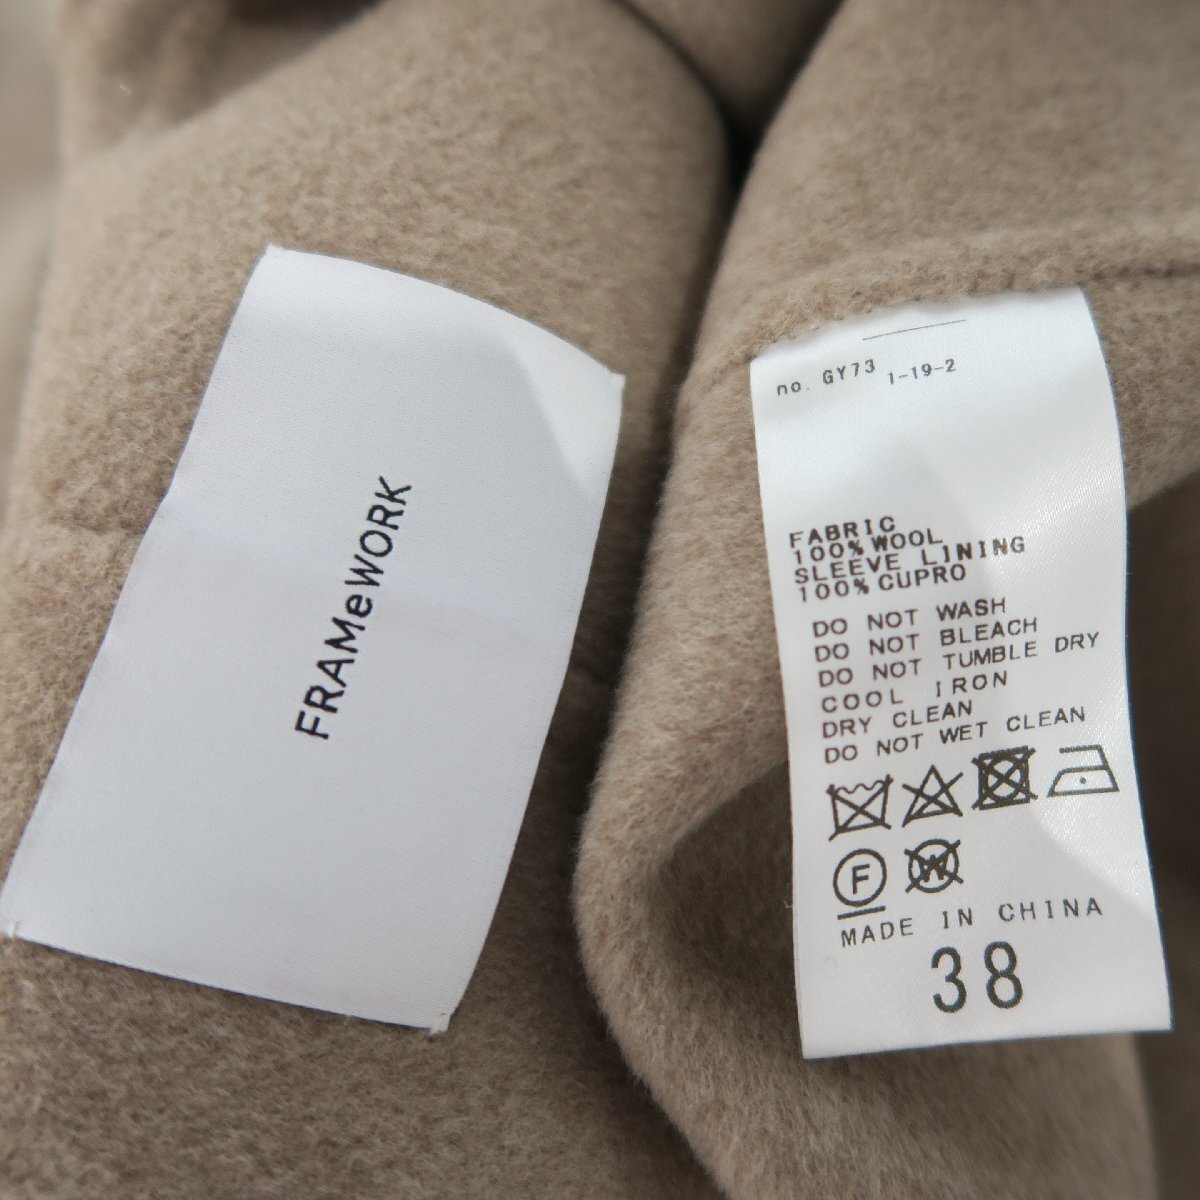 FRAMeWORK
no. GY73 1-19-2
FABRIC
100% WOOL
SLEEVE LINING
100% CUPRO
DO NOT WASH
DO NOT BLEACH
DO NOT TUMBLE DRY
COOL IRON
DRY CLEAN
DO NOT WET CLEAN
F W
MADE IN CHINA
38